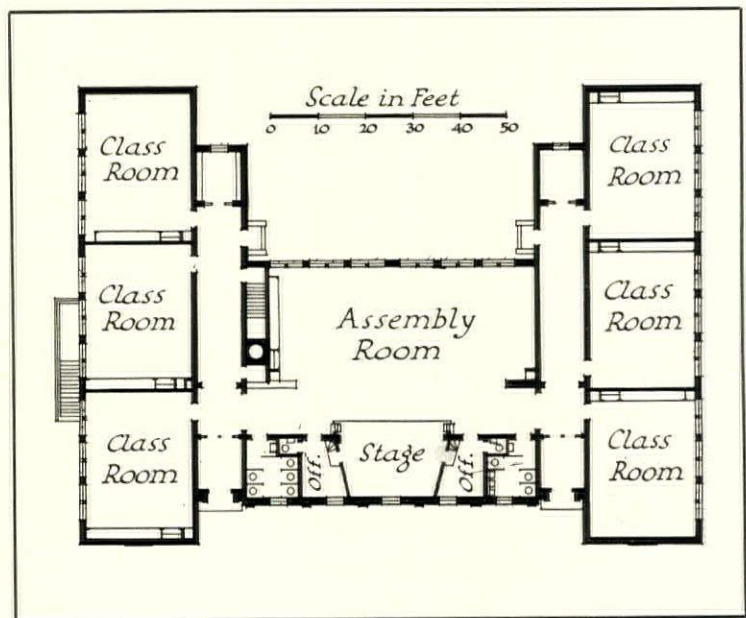 Scale in Feet
0 10 20 30 40 50
Class
Room
Class
Room
Class
Room
Class
Room
Assembly
Room
Class
Room
Class
Room
Off.
Stage
Off.